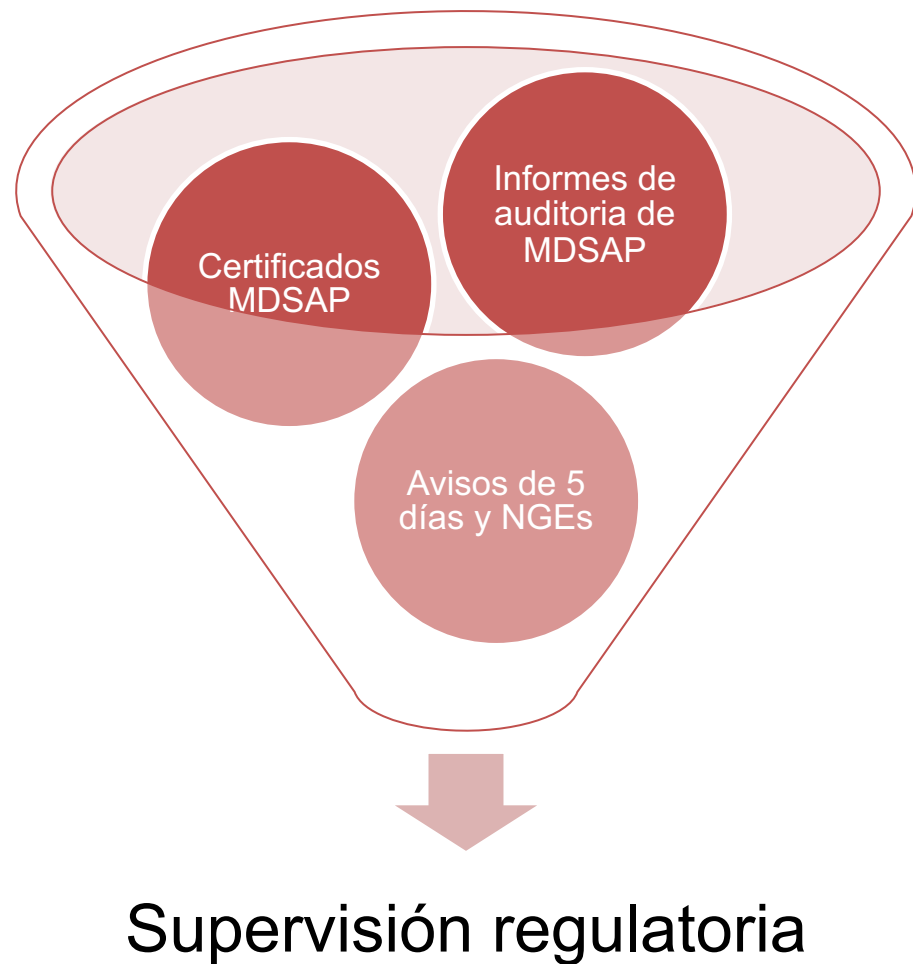 Informes de
auditoria de
MDSAP
Certificados
MDSAP
Avisos de 5
días y NGEs
Supervisión regulatoria